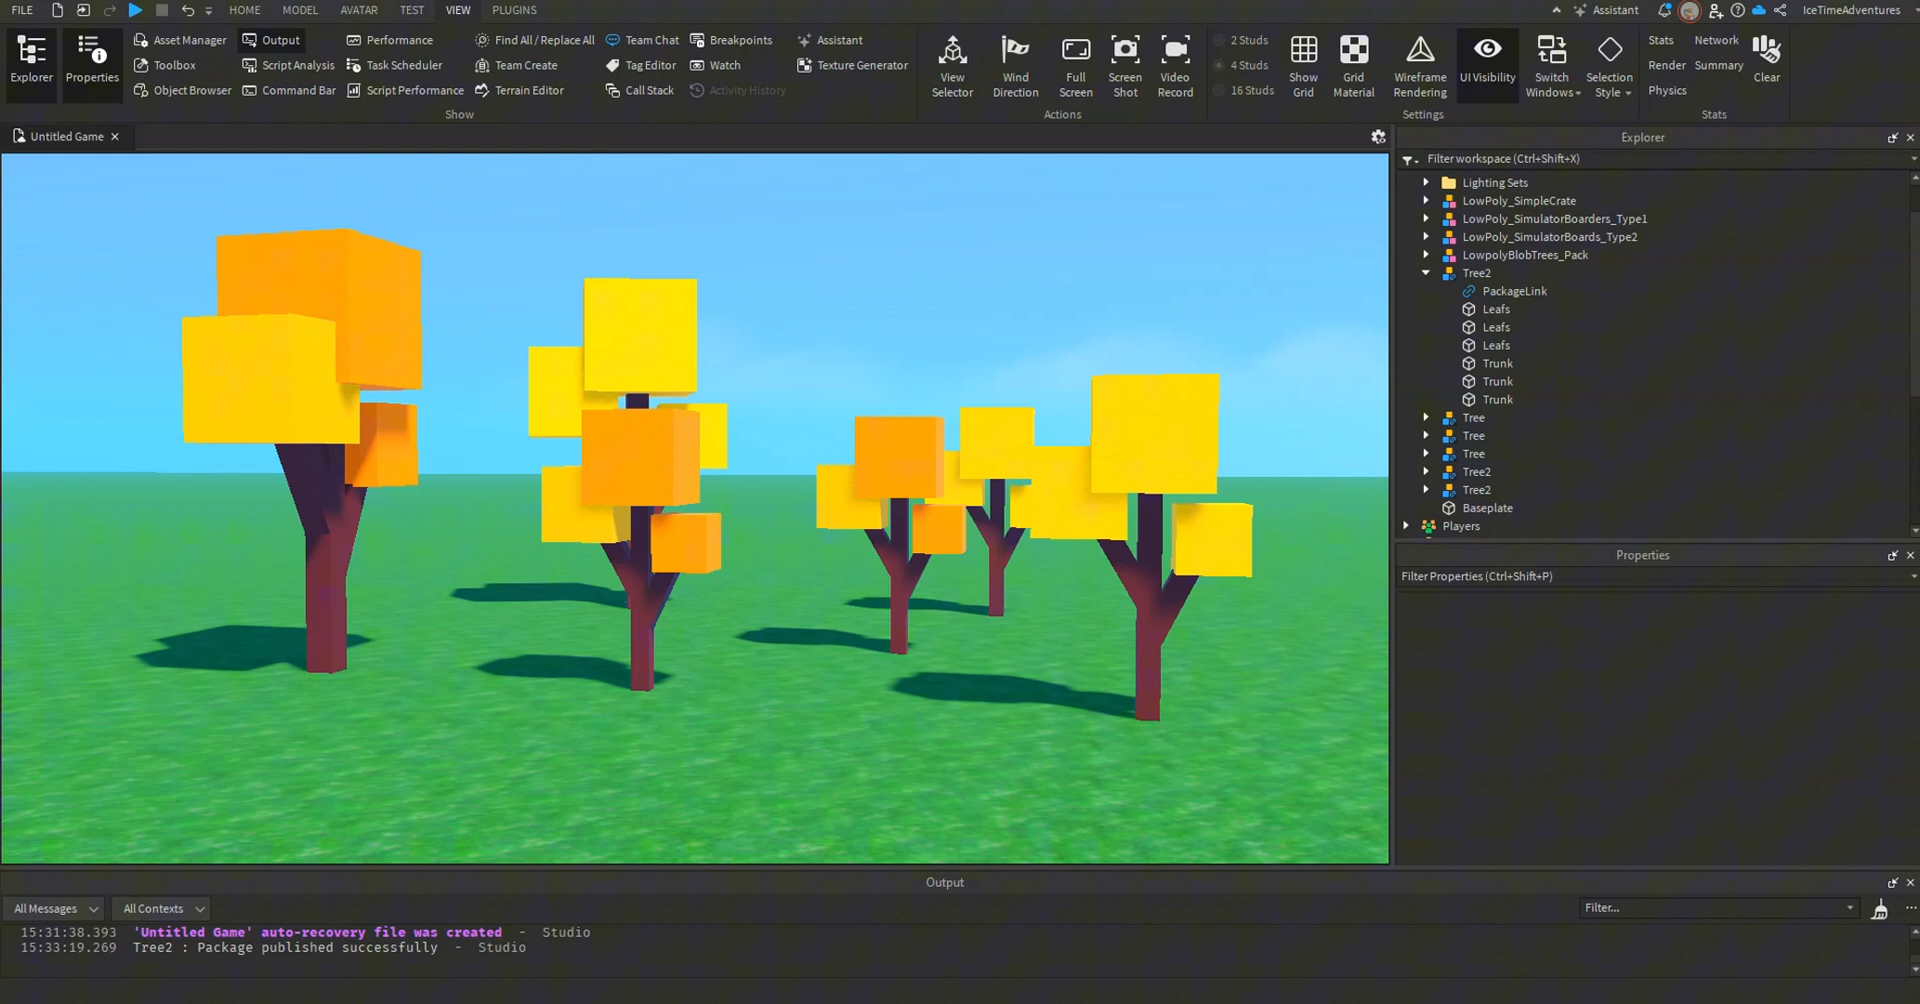 FILE HOME MODEL AVATAR TEST VIEW PLUGINS Assistant IceTimeAdventures
Explorer
Properties
Asset Manager
Toolbox
Object Browser
Output
Script Analysis
Command Bar
Performance
Task Scheduler
Script Performance
Find All / Replace All
Team Create
Terrain Editor
Team Chat
Tag Editor
Call Stack
Breakpoints
Watch
Activity History
Assistant
Texture Generator
Show
View
Selector
Wind
Direction
Full
Screen
Screen
Shot
Video
Record
Actions
2 Studs
4 Studs
16 Studs
Show
Grid
Grid
Material
Wireframe
Rendering
UI Visibility
Switch
Windows
Selection
Style
Settings
Stats
Render
Physics
Network
Summary
Clear
Stats
Untitled Game
Explorer
Filter workspace (Ctrl+Shift+X)
Lighting Sets
LowPoly_SimpleCrate
LowPoly_SimulatorBoarders_Type1
LowPoly_SimulatorBoards_Type2
LowpolyBlobTrees_Pack
Tree2
PackageLink
Leafs
Leafs
Leafs
Trunk
Trunk
Trunk
Tree
Tree
Tree
Tree2
Tree2
Baseplate
Players
Properties
Filter Properties (Ctrl+Shift+P)
Output
All Messages All Contexts Filter...
15:31:38.393 'Untitled Game' auto-recovery file was created - Studio
15:33:19.269 Tree2 : Package published successfully - Studio